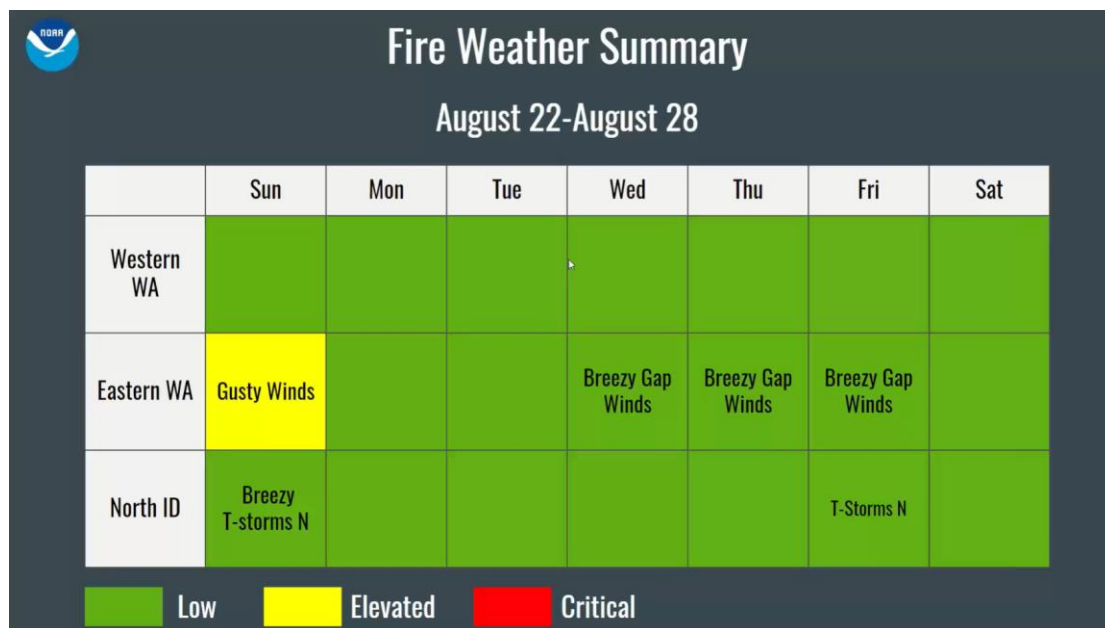 NOAA
Fire Weather Summary
August 22-August 28
Sun Mon Tue Wed Thu Fri Sat
Western
WA
Eastern WA
Gusty Winds
Breezy Gap
Winds
Breezy Gap
Winds
Breezy Gap
Winds
North ID
Breezy
T-storms N
T-Storms N
Low Elevated Critical